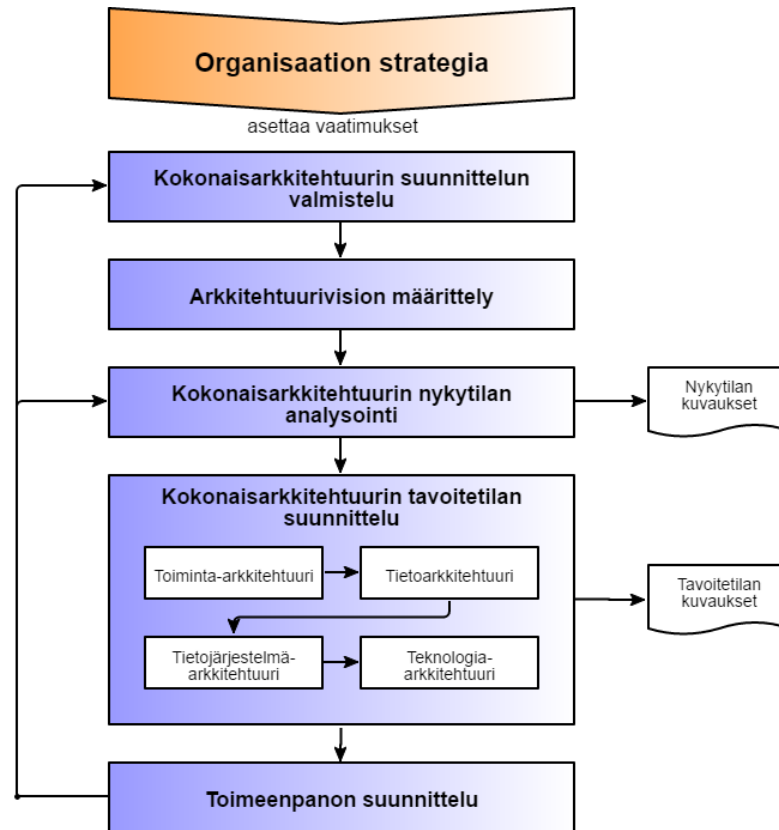 Organisaation strategia
asettaa vaatimukset
Kokonaisarkkitehtuurin suunnittelun
valmistelu
Arkkitehtuurivision määrittely
Kokonaisarkkitehtuurin nykytilan
analysointi
Nykytilan
kuvaukset
Kokonaisarkkitehtuurin tavoitetilan
suunnittelu
Toiminta-arkkitehtuuri
Tietoarkkitehtuuri
Tietojärjestelmä-
arkkitehtuuri
Teknologia-
arkkitehtuuri
Tavoitetilan
kuvaukset
Toimeenpanon suunnittelu